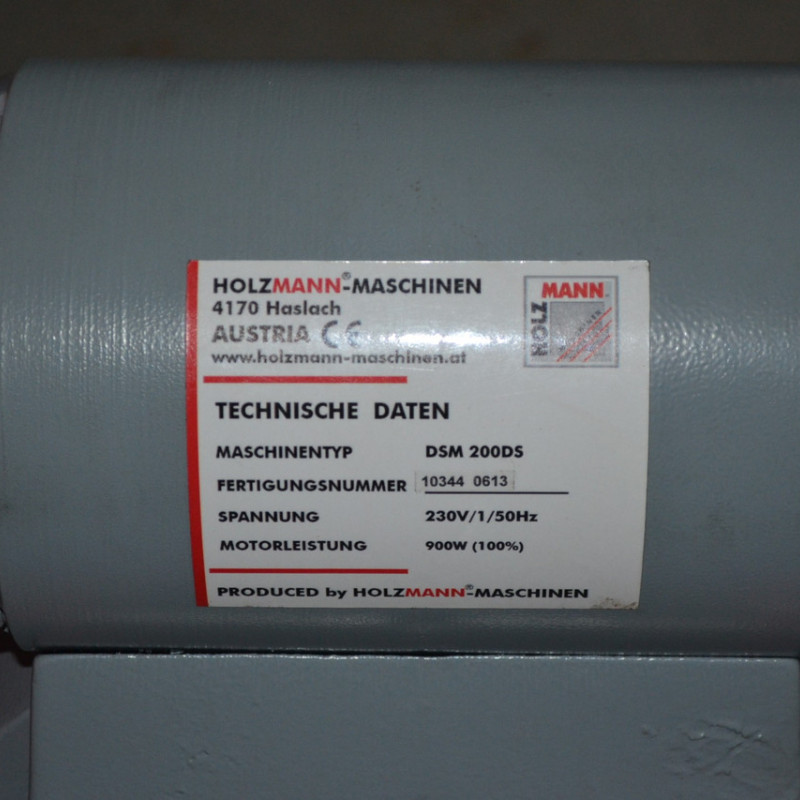 HOLZMANN®-MASCHINEN
4170 Haslach
AUSTRIA CE
www.holzmann-maschinen.at
HOLZ MANN
TECHNISCHE DATEN
MASCHINENTYP DSM 200DS
FERTIGUNGSNUMMER 10344 0613
SPANNUNG 230V/1/50Hz
MOTORLEISTUNG 900W (100%)
PRODUCED by HOLZMANN®-MASCHINEN